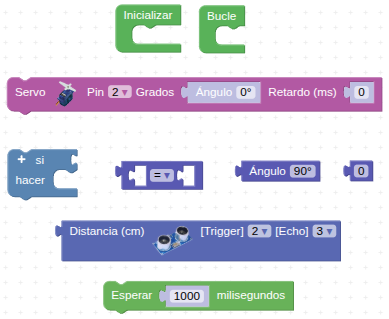 Inicializar Bucle
Servo Pin 2 Grados Ángulo 0° Retardo (ms) 0
+ si
hacer
= Ángulo 90° 0
Distancia (cm) [Trigger] 2 [Echo] 3
Esperar 1000 milisegundos